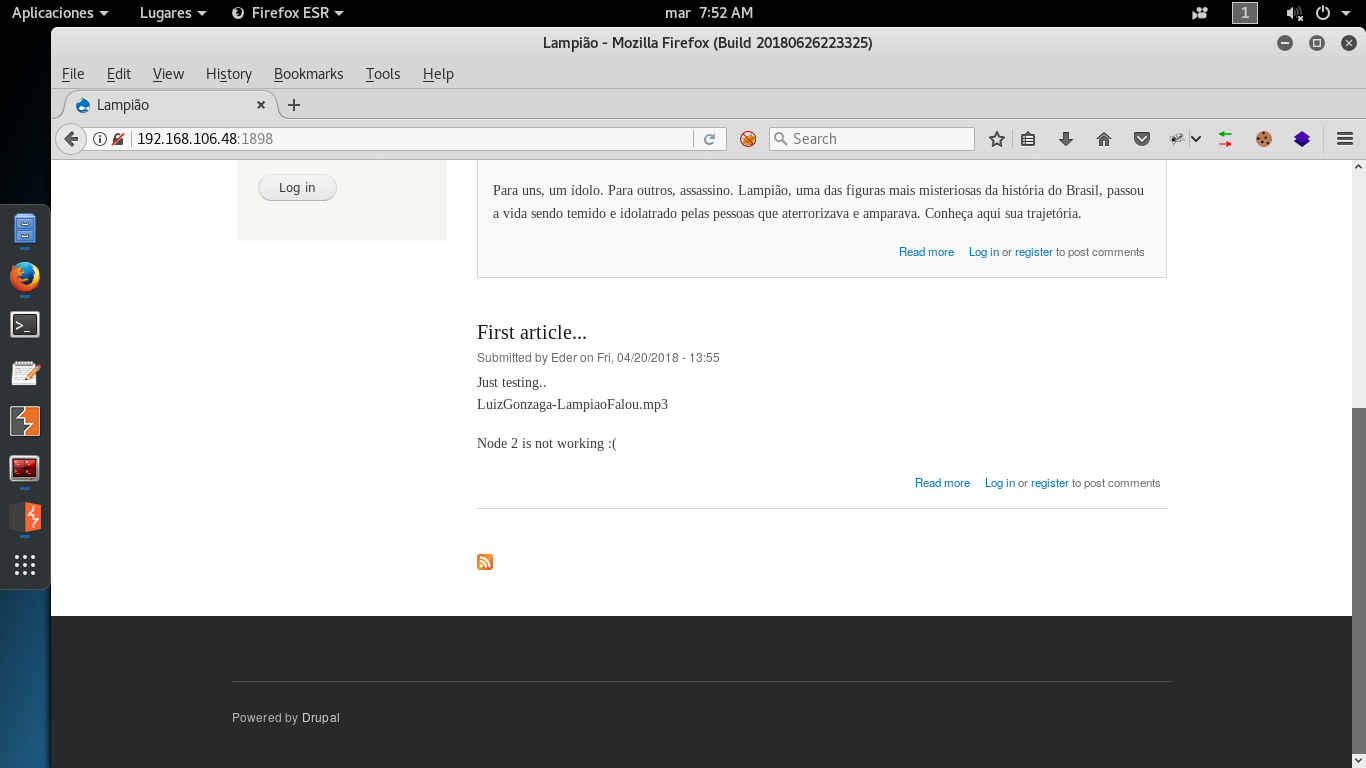 Aplicaciones Lugares Firefox ESR mar 7:52 AM 1
Lampião - Mozilla Firefox (Build 20180626223325)
File Edit View History Bookmarks Tools Help
Lampião
192.168.106.48:1898 Search
Log in
Para uns, um ídolo. Para outros, assassino. Lampião, uma das figuras mais misteriosas da história do Brasil, passou
a vida sendo temido e idolatrado pelas pessoas que aterrorizava e amparava. Conheça aqui sua trajetória.
Read more Log in or register to post comments
First article...
Submitted by Eder on Fri, 04/20/2018 - 13:55
Just testing..
LuizGonzaga-LampiaoFalou.mp3
Node 2 is not working :(
Read more Log in or register to post comments
Powered by Drupal